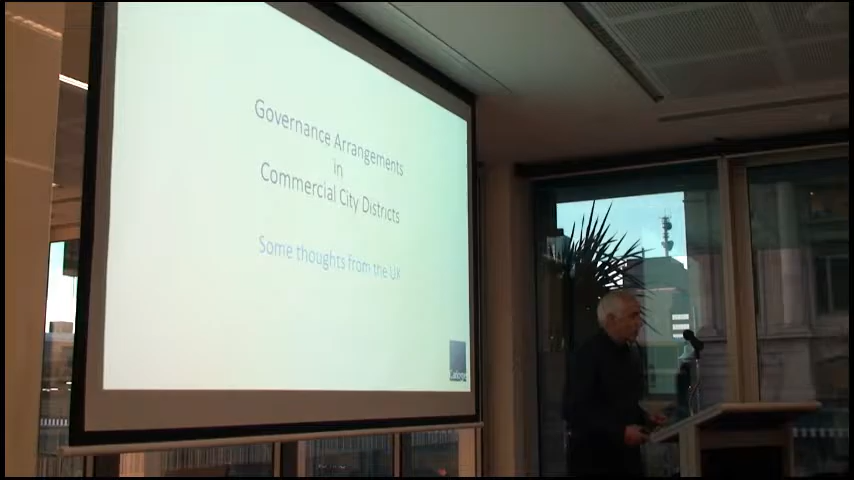 Governance Arrangements
in
Commercial City Districts
Some thoughts from the UK